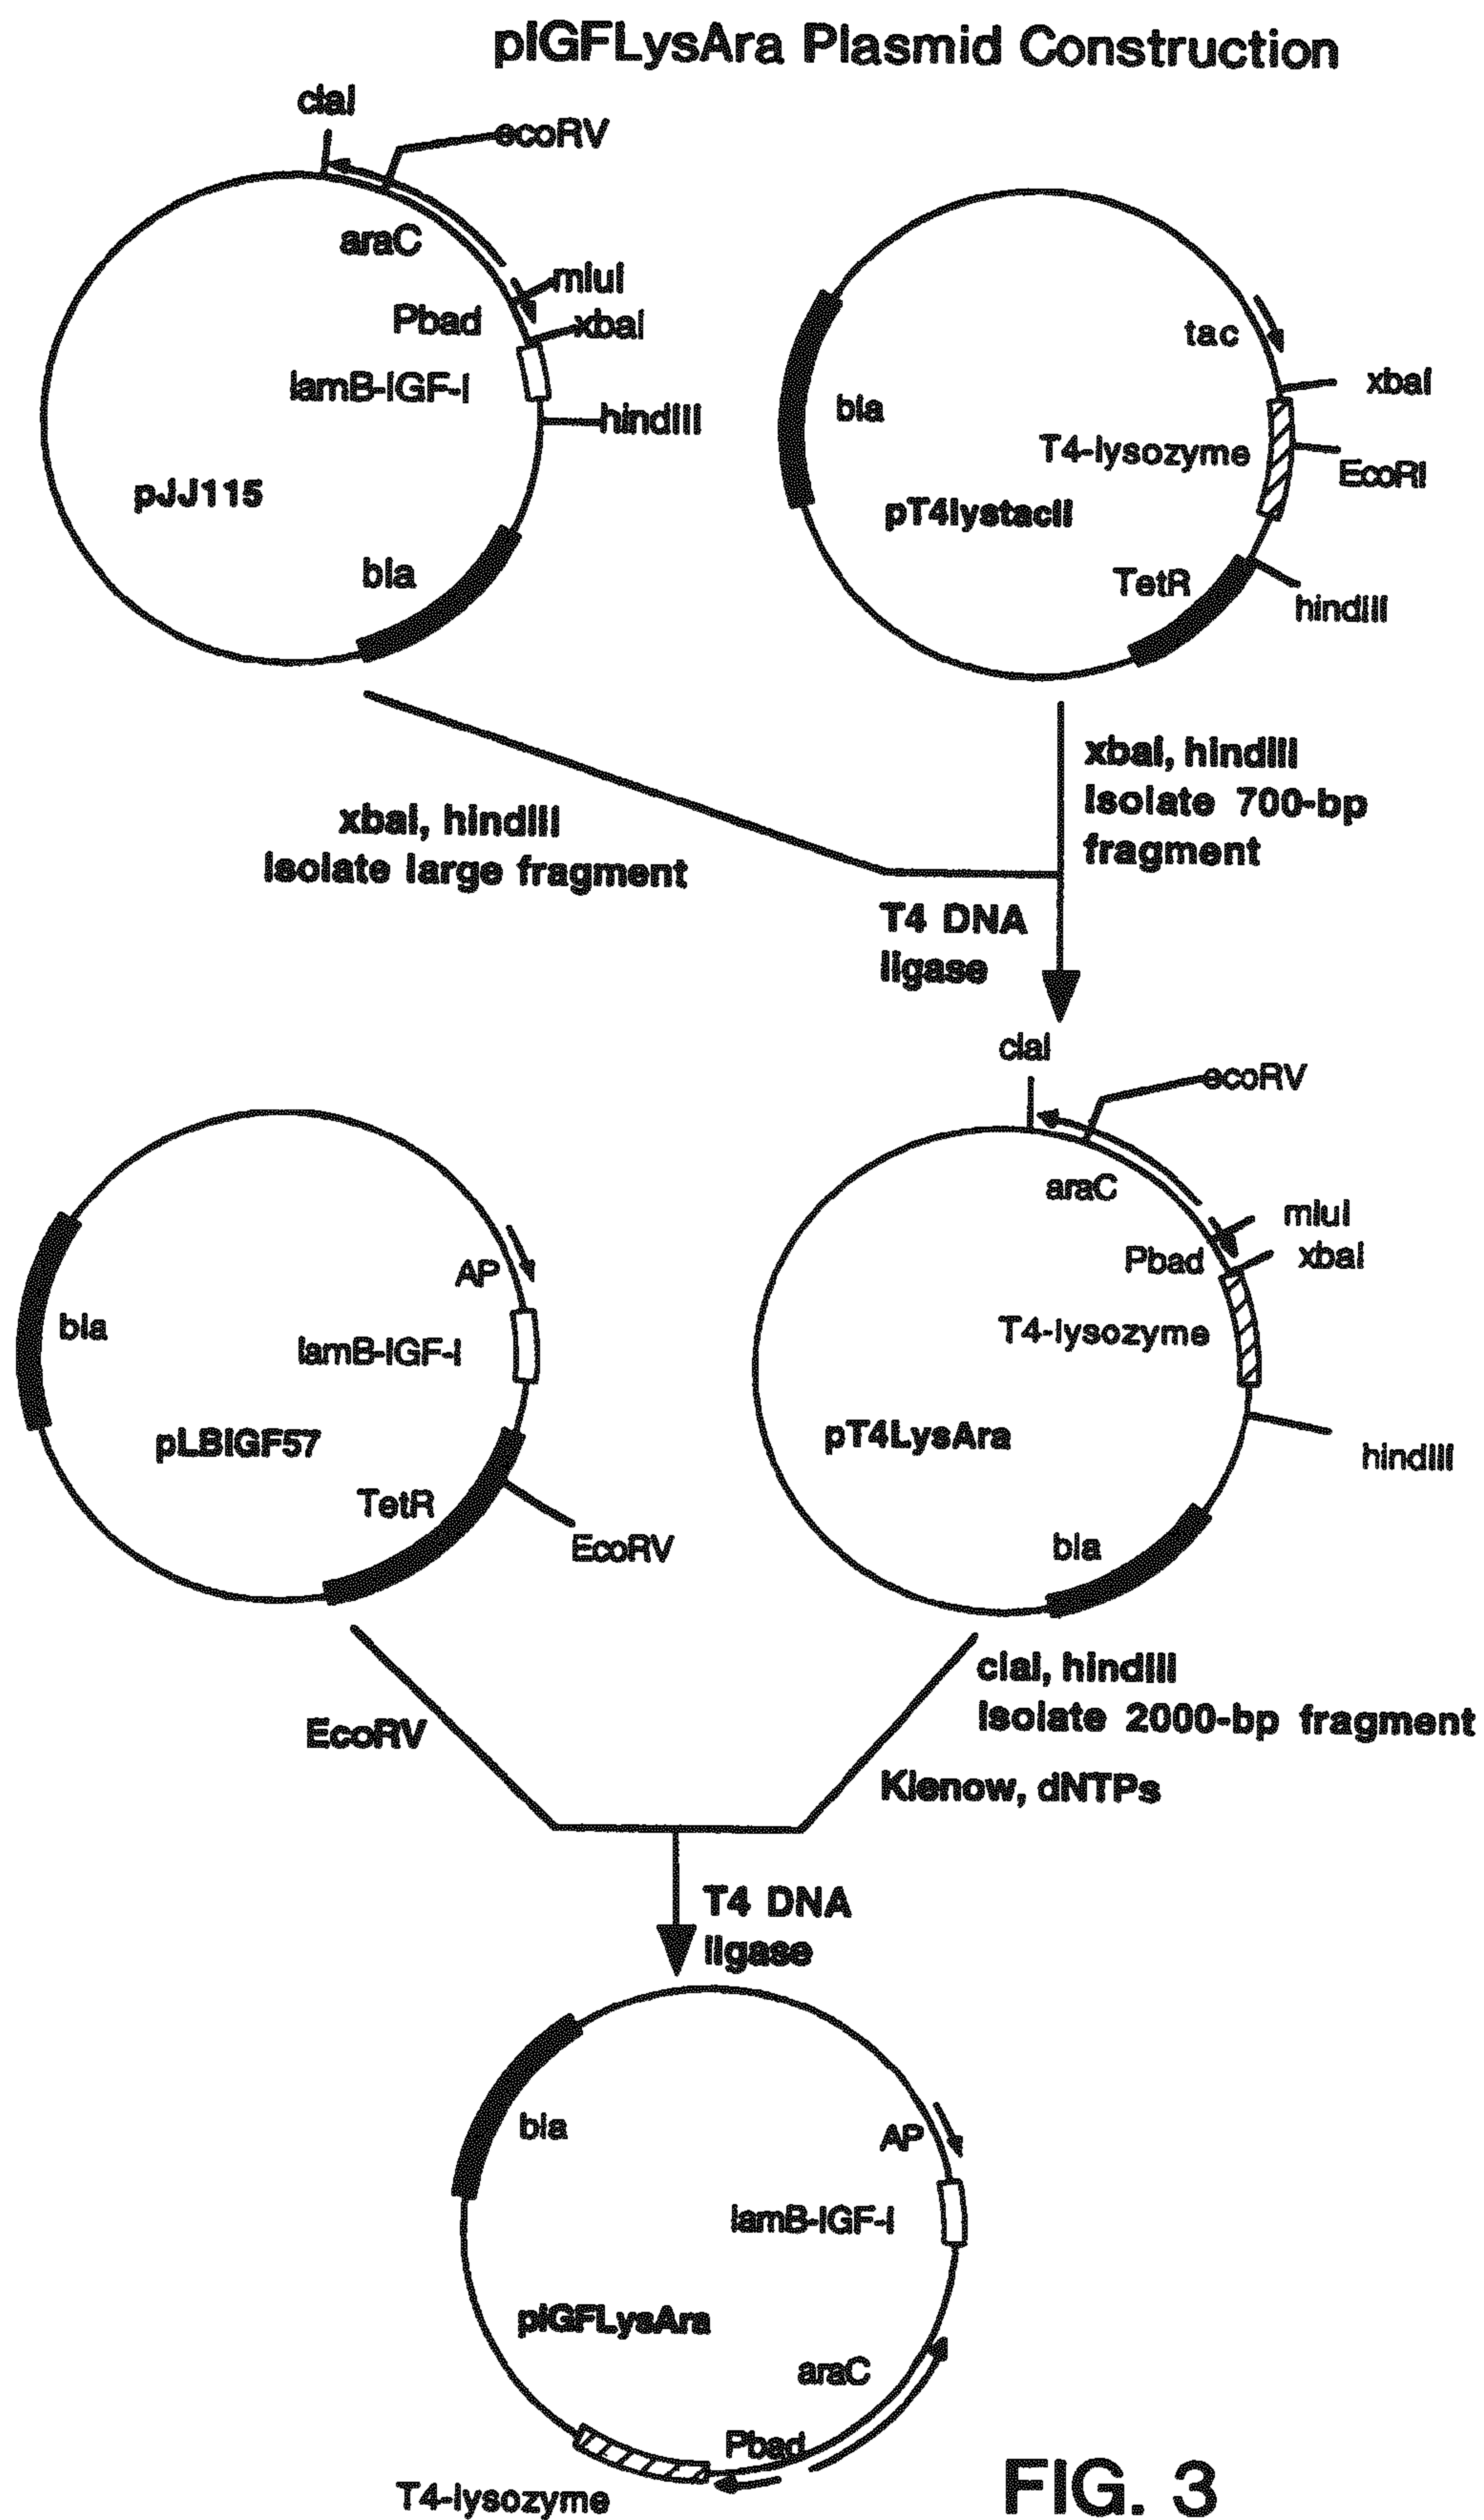 pIGFLysAra Plasmid Construction
claI
ecoRV
araC
mluI
Pbad
xbaI
lamB-IGF-I
hindIII
pJJ115
bla
tac
xbaI
bla
T4-lysozyme
EcoRI
pT4lystacII
TetR
hindIII
xbaI, hindIII
Isolate large fragment
xbaI, hindIII
Isolate 700-bp
fragment
T4 DNA
ligase
claI
ecoRV
araC
mluI
Pbad
xbaI
T4-lysozyme
pT4LysAra
hindIII
bla
AP
bla
lamB-IGF-I
pLBIGF57
TetR
EcoRV
EcoRV
claI, hindIII
Isolate 2000-bp fragment
Klenow, dNTPs
T4 DNA
ligase
bla
AP
lamB-IGF-I
pIGFLysAra
araC
Pbad
T4-lysozyme
FIG. 3